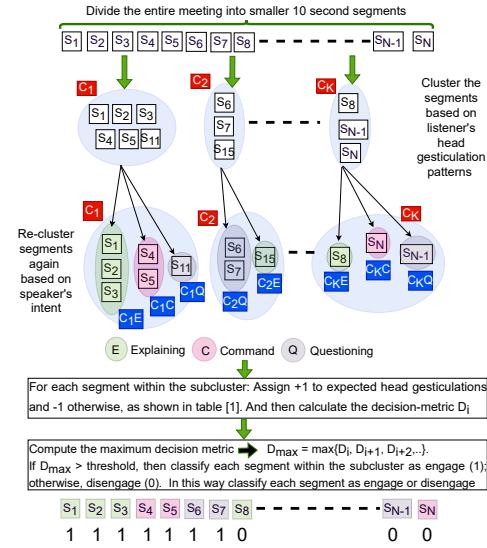 Divide the entire meeting into smaller 10 second segments
S1 S2 S3 S4 S5 S6 S7 S8 SN-1 SN
C1 C2 CK
S1 S2 S3
S4 S5 S11
S6
S7
S15
S8
SN-1
SN
Cluster the
segments
based on
listener's
head
gesticulation
patterns
Re-cluster
segments
again
based on
speaker's
intent
C1 C2 CK
S1
S2
S3
S4
S5
S11
S6
S7
S15
S8
SN
SN-1
C1E C1C C1Q
C2Q C2E
CKE CKC CKQ
E Explaining C Command Q Questioning
For each segment within the subcluster: Assign +1 to expected head gesticulations
and -1 otherwise, as shown in table [1]. And then calculate the decision-metric Di
Compute the maximum decision metric ➡ Dmax = max{Di, Di+1, Di+2,..}.
If Dmax > threshold, then classify each segment within the subcluster as engage (1);
otherwise, disengage (0). In this way classify each segment as engage or disengage
S1 S2 S3 S4 S5 S6 S7 S8 SN-1 SN
1 1 1 1 1 1 1 0 0 0